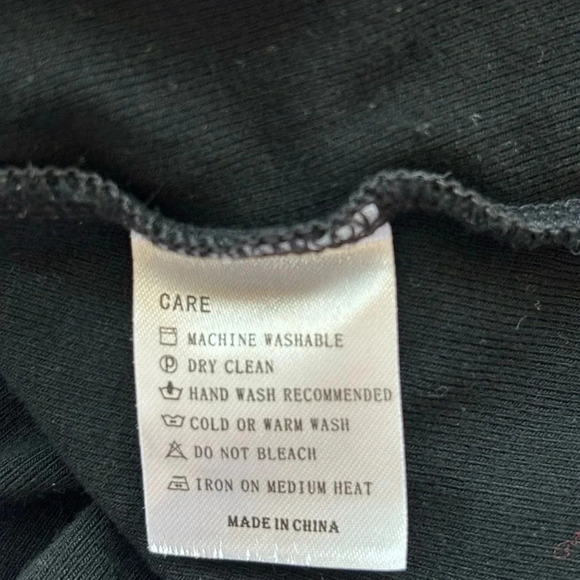 CARE
MACHINE WASHABLE
P DRY CLEAN
HAND WASH RECOMMENDED
COLD OR WARM WASH
DO NOT BLEACH
IRON ON MEDIUM HEAT
MADE IN CHINA